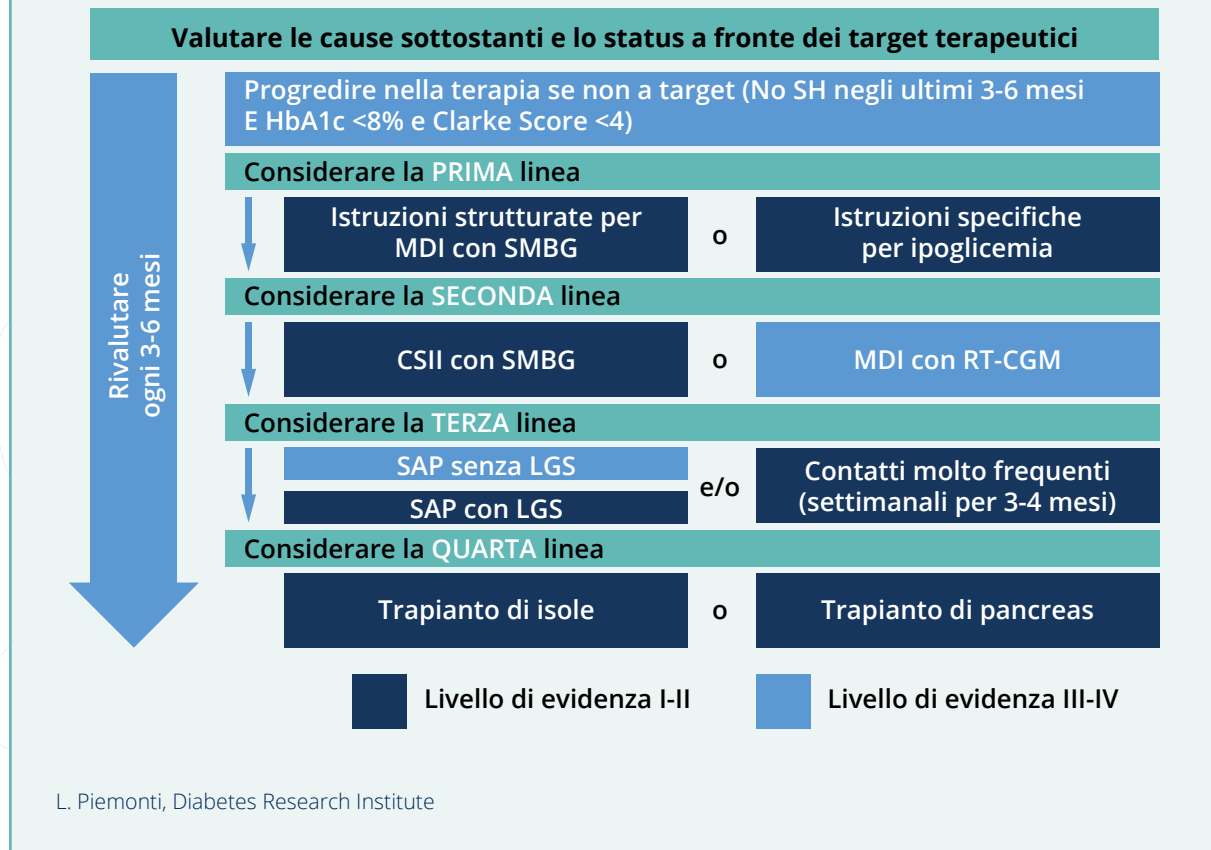 Valutare le cause sottostanti e lo status a fronte dei target terapeutici
Rivalutare
ogni 3-6 mesi
Progredire nella terapia se non a target (No SH negli ultimi 3-6 mesi
E HbA1c <8% e Clarke Score <4)
Considerare la PRIMA linea
Istruzioni strutturate per
MDI con SMBG
o
Istruzioni specifiche
per ipoglicemia
Considerare la SECONDA linea
CSII con SMBG
o
MDI con RT-CGM
Considerare la TERZA linea
SAP senza LGS
SAP con LGS
e/o
Contatti molto frequenti
(settimanali per 3-4 mesi)
Considerare la QUARTA linea
Trapianto di isole
o
Trapianto di pancreas
Livello di evidenza I-II
Livello di evidenza III-IV
L. Piemonti, Diabetes Research Institute